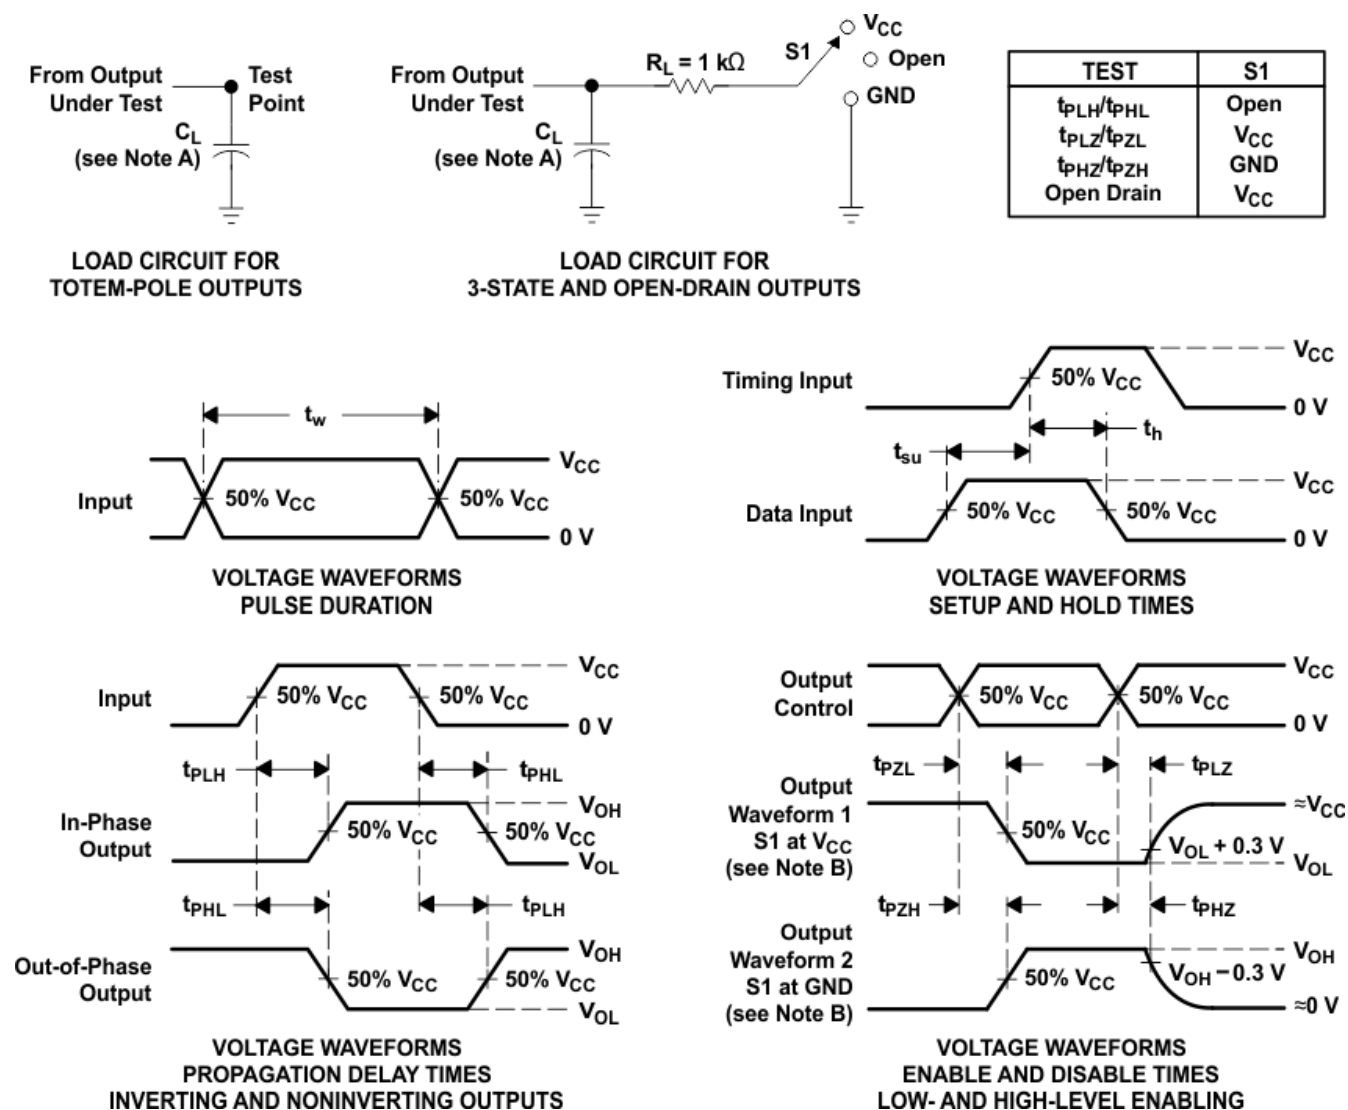 From Output
Under Test
Test
Point
CL
(see Note A)
LOAD CIRCUIT FOR
TOTEM-POLE OUTPUTS
From Output
Under Test
RL = 1 kΩ
S1
VCC
Open
GND
CL
(see Note A)
LOAD CIRCUIT FOR
3-STATE AND OPEN-DRAIN OUTPUTS
TEST S1
tPLH/tPHL Open
tPLZ/tPZL VCC
tPHZ/tPZH GND
Open Drain VCC
tw
Input
50% VCC
50% VCC
VCC
0 V
VOLTAGE WAVEFORMS
PULSE DURATION
Timing Input
50% VCC
VCC
0 V
th
tsu
Data Input
50% VCC
50% VCC
VCC
0 V
VOLTAGE WAVEFORMS
SETUP AND HOLD TIMES
Input
50% VCC
50% VCC
VCC
0 V
tPLH
tPHL
In-Phase
Output
50% VCC
50% VCC
VOH
VOL
tPHL
tPLH
Out-of-Phase
Output
50% VCC
50% VCC
VOH
VOL
VOLTAGE WAVEFORMS
PROPAGATION DELAY TIMES
INVERTING AND NONINVERTING OUTPUTS
Output
Control
50% VCC
50% VCC
VCC
0 V
tPZL
tPLZ
Output
Waveform 1
S1 at VCC
(see Note B)
50% VCC
VOL + 0.3 V
≈VCC
VOL
tPZH
tPHZ
Output
Waveform 2
S1 at GND
(see Note B)
50% VCC
VOH − 0.3 V
VOH
≈0 V
VOLTAGE WAVEFORMS
ENABLE AND DISABLE TIMES
LOW- AND HIGH-LEVEL ENABLING